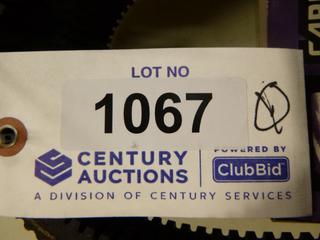 LOT NO
1067
CENTURY
AUCTIONS
POWERED BY
ClubBid
A DIVISION OF CENTURY SERVICES